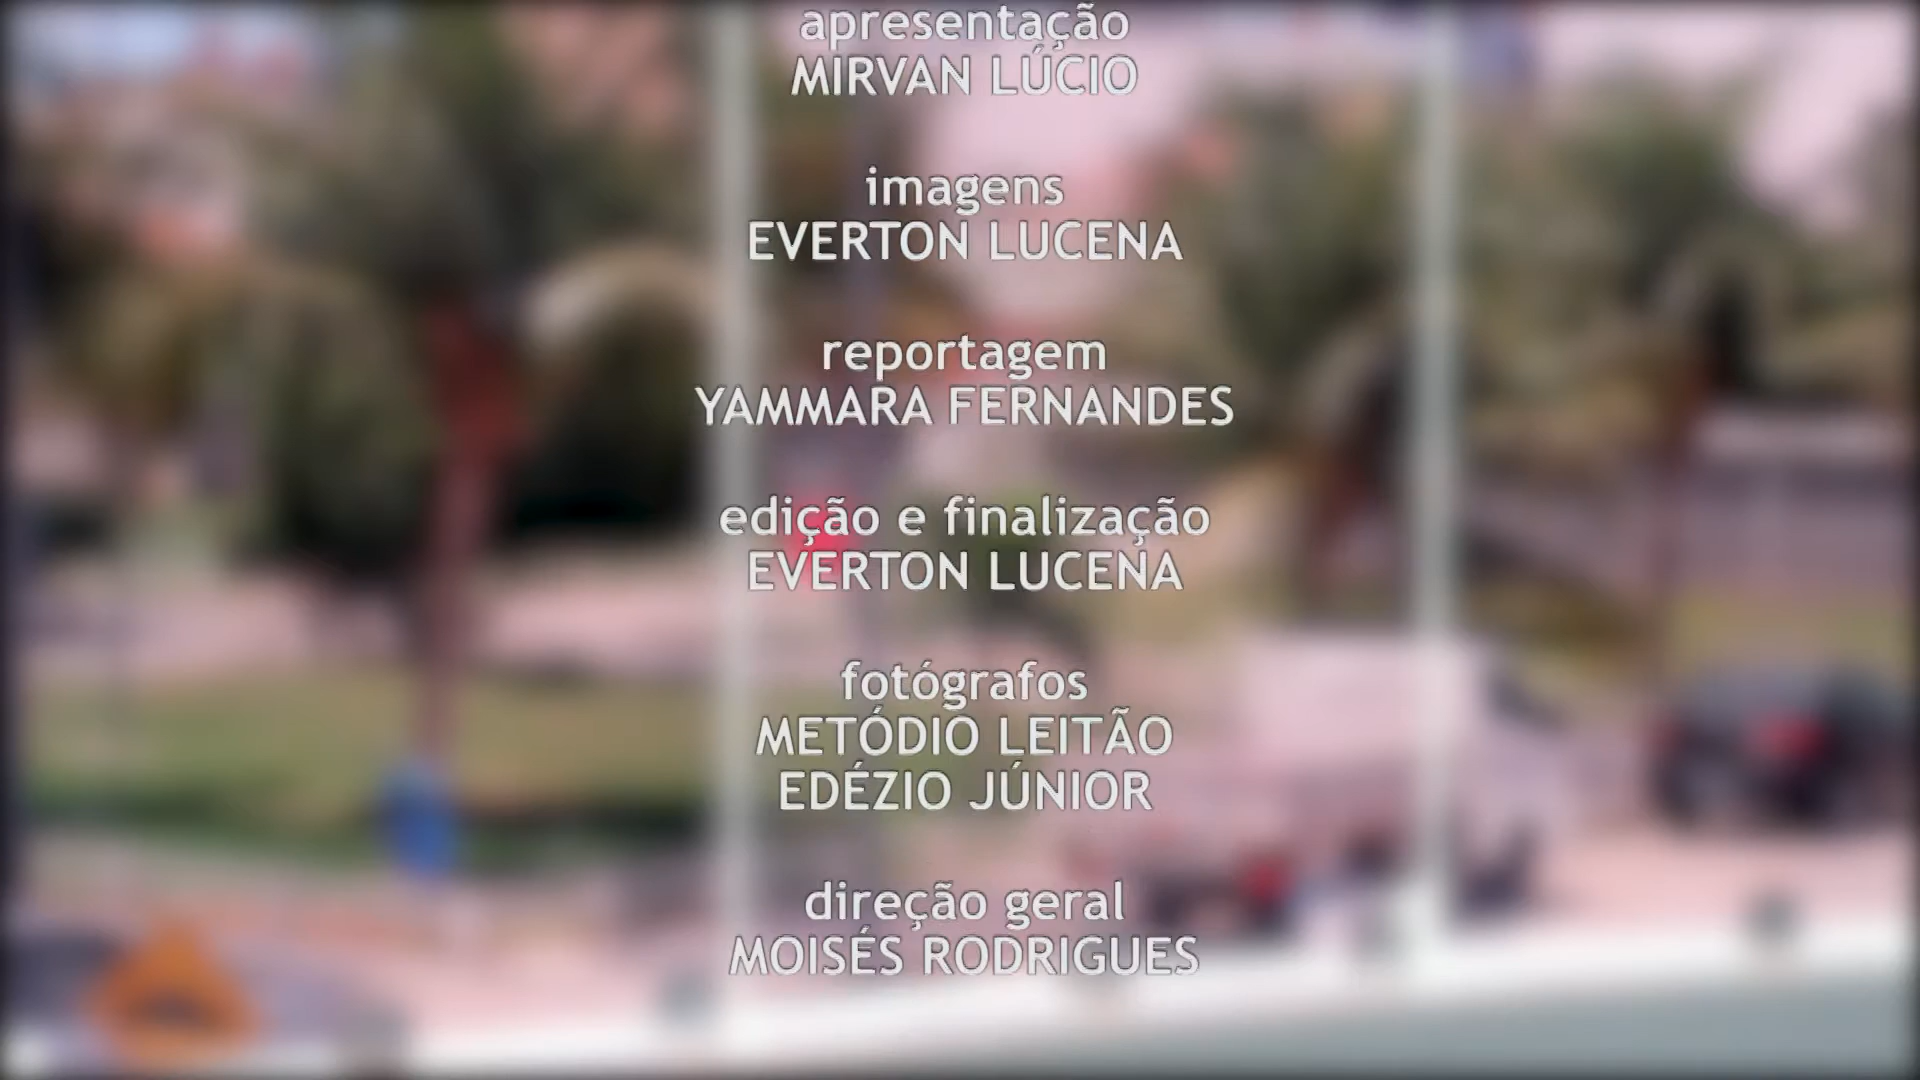 apresentação
MIRVAN LÚCIO
imagens
EVERTON LUCENA
reportagem
YAMMARA FERNANDES
edição e finalização
EVERTON LUCENA
fotógrafos
METÓDIO LEITÃO
EDÉZIO JÚNIOR
direção geral
MOISÉS RODRIGUES